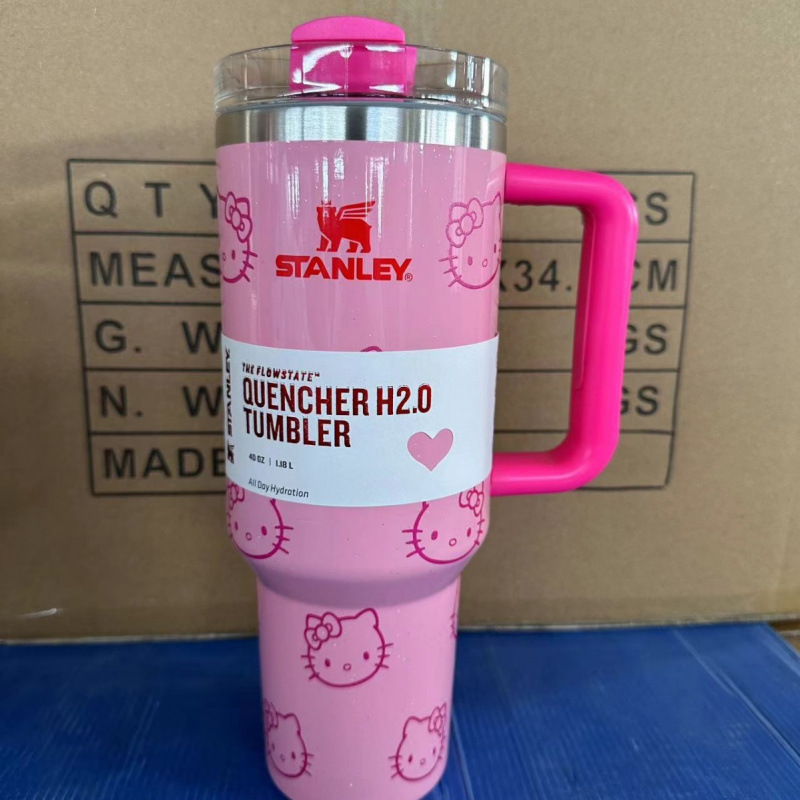 STANLEY®
THE FLOWSTATE™
QUENCHER H2.0
TUMBLER
40 OZ | 1.18 L
All Day Hydration
STANLEY
QTY
MEAS X34. CM
G. W GS
N. W GS
MADE